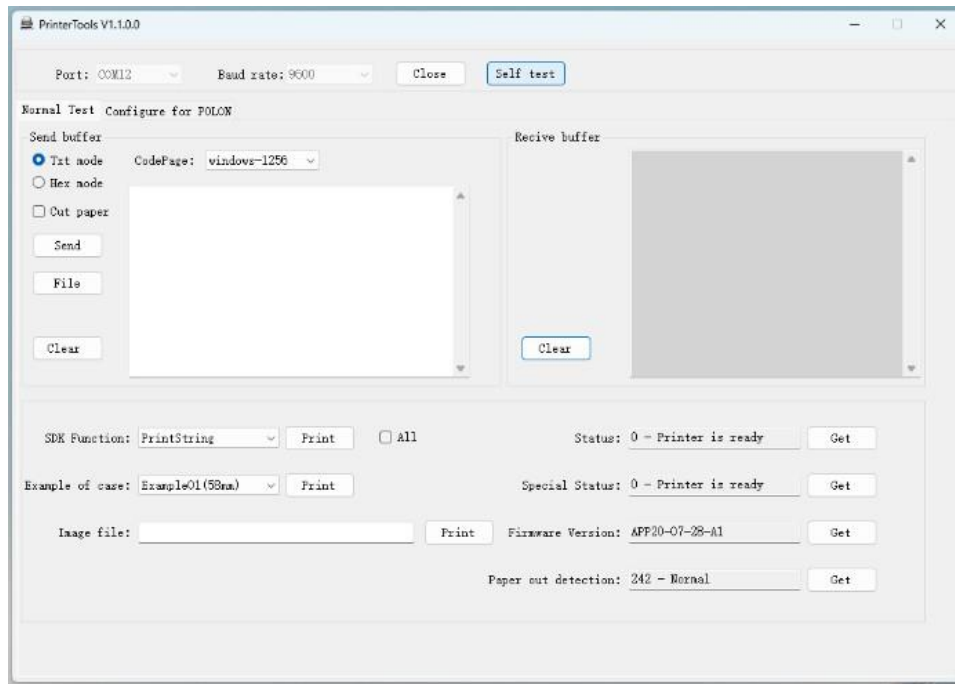 PrinterTools V1.1.0.0
Port: COM12 Baud rate: 9600 Close Self test
Normal Test Configure for POLON
Send buffer Recive buffer
Txt mode CodePage: windows-1256
Hex mode
Cut paper
Send
File
Clear Clear
SDK Function: PrintString Print All Status: 0 - Printer is ready Get
Example of case: Example01(58mm) Print Special Status: 0 - Printer is ready Get
Image file: Print Firmware Version: APP20-07-28-A1 Get
Paper out detection: 242 - Normal Get